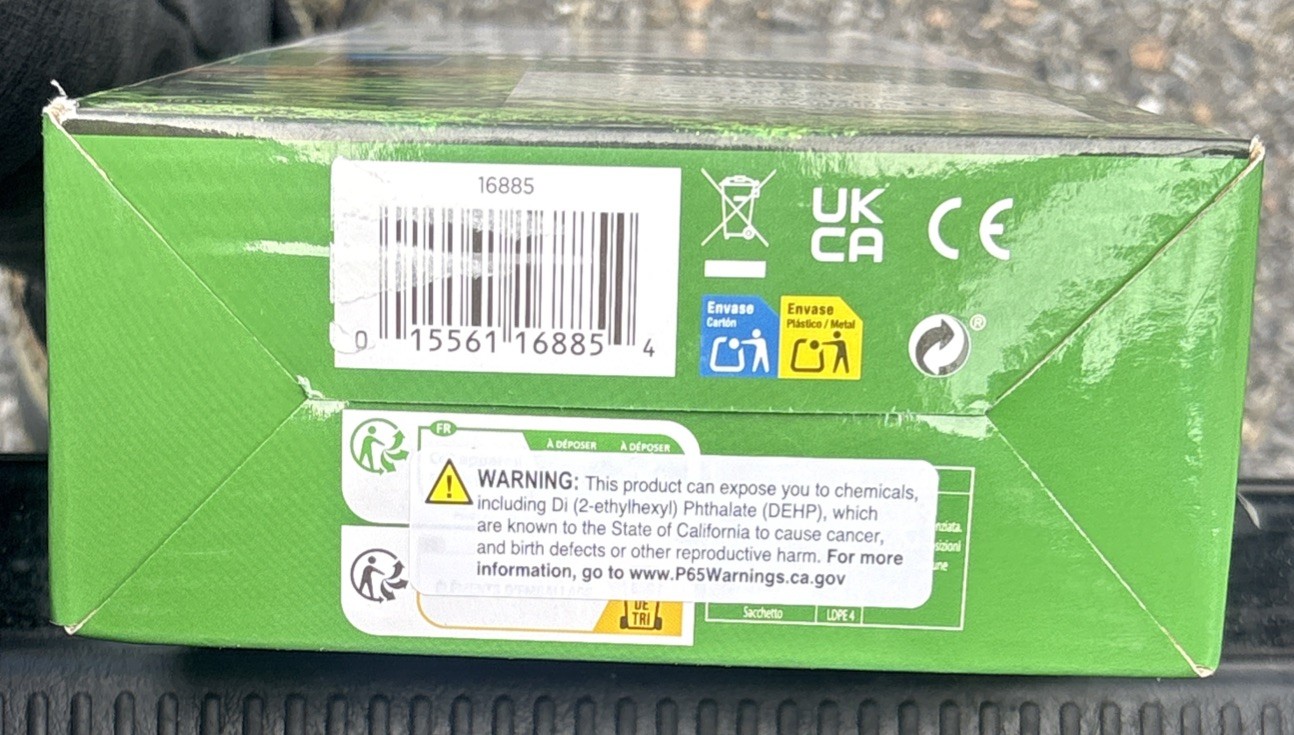 16885
0 15561 16885 4
UK
CA
CE
Envase
Cartón
Envase
Plástico / Metal
®
FR
À DÉPOSER
À DÉPOSER
WARNING: This product can expose you to chemicals,
including Di (2-ethylhexyl) Phthalate (DEHP), which
are known to the State of California to cause cancer,
and birth defects or other reproductive harm. For more
information, go to www.P65Warnings.ca.gov
DE
TRI
Sacchetto
LDPE 4